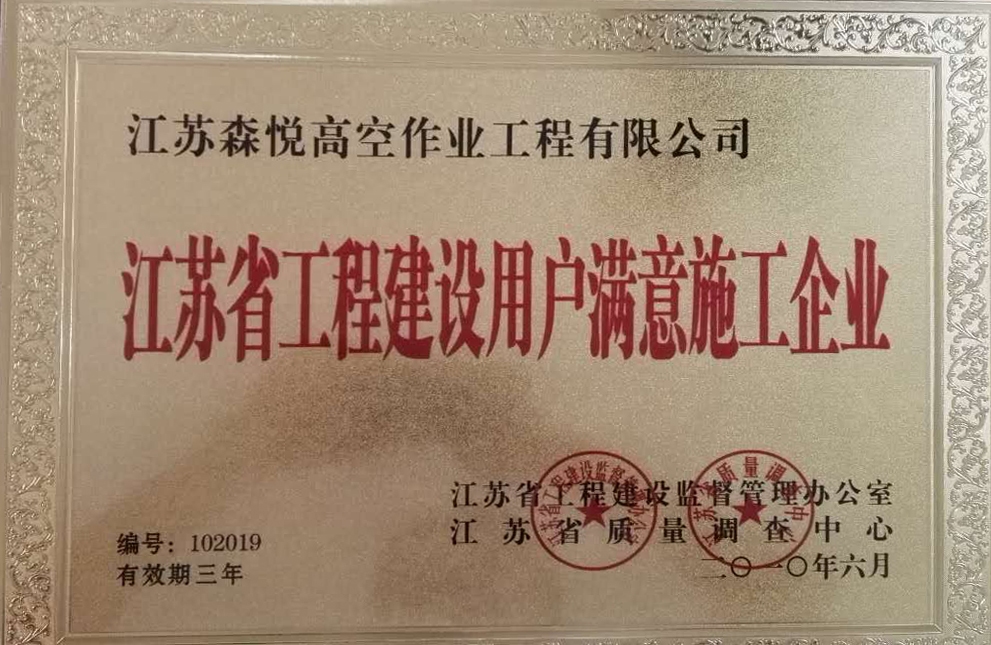 江苏森悦高空作业工程有限公司
江苏省工程建设用户满意施工企业
江苏省工程建设监督管理办公室
江苏省质量调查中心
二〇一〇年六月
编号：102019
有效期三年